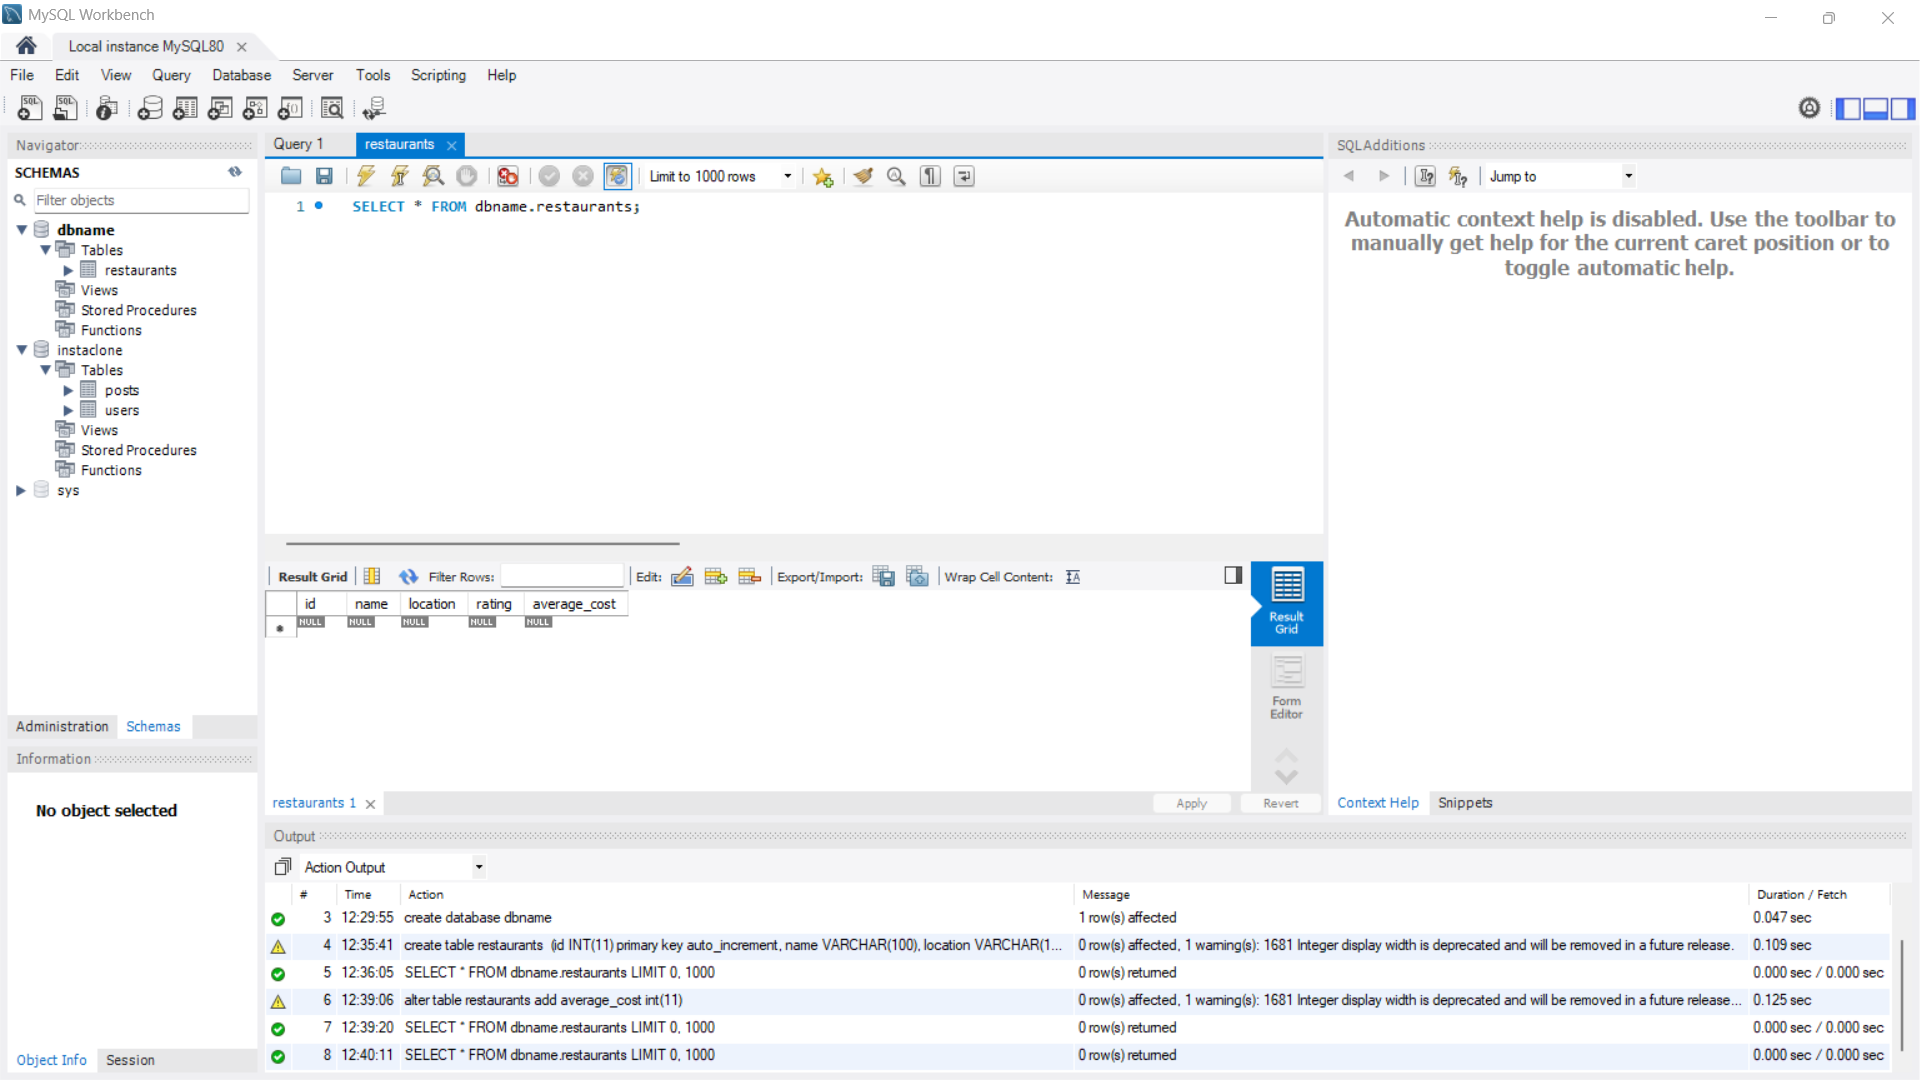 MySQL Workbench
Local instance MySQL80
File Edit View Query Database Server Tools Scripting Help
Navigator
SCHEMAS
Filter objects
dbname
Tables
restaurants
Views
Stored Procedures
Functions
instaclone
Tables
posts
users
Views
Stored Procedures
Functions
sys
Administration Schemas
Information
No object selected
Object Info Session
Query 1 restaurants
Limit to 1000 rows
1 SELECT * FROM dbname.restaurants;
Result Grid Filter Rows: Edit: Export/Import: Wrap Cell Content:
id name location rating average_cost
NULL NULL NULL NULL NULL
Result Grid
Form Editor
restaurants 1
Apply Revert
SQLAdditions
Jump to
Automatic context help is disabled. Use the toolbar to
manually get help for the current caret position or to
toggle automatic help.
Context Help Snippets
Output
Action Output
# Time Action Message Duration / Fetch
3 12:29:55 create database dbname 1 row(s) affected 0.047 sec
4 12:35:41 create table restaurants (id INT(11) primary key auto_increment, name VARCHAR(100), location VARCHAR(1... 0 row(s) affected, 1 warning(s): 1681 Integer display width is deprecated and will be removed in a future release. 0.109 sec
5 12:36:05 SELECT * FROM dbname.restaurants LIMIT 0, 1000 0 row(s) returned 0.000 sec / 0.000 sec
6 12:39:06 alter table restaurants add average_cost int(11) 0 row(s) affected, 1 warning(s): 1681 Integer display width is deprecated and will be removed in a future release... 0.125 sec
7 12:39:20 SELECT * FROM dbname.restaurants LIMIT 0, 1000 0 row(s) returned 0.000 sec / 0.000 sec
8 12:40:11 SELECT * FROM dbname.restaurants LIMIT 0, 1000 0 row(s) returned 0.000 sec / 0.000 sec